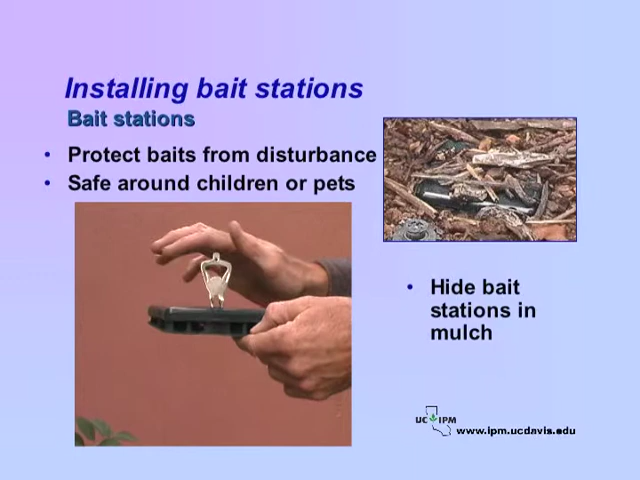 Installing bait stations
Bait stations
• Protect baits from disturbance
• Safe around children or pets
• Hide bait
stations in
mulch
UC IPM
www.ipm.ucdavis.edu